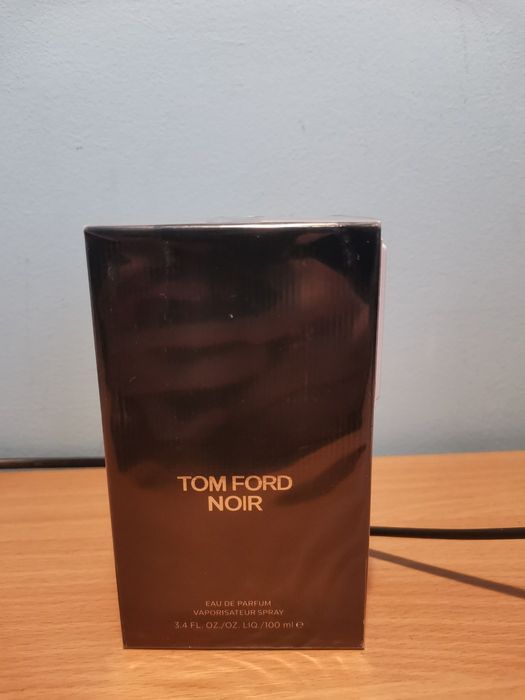 TOM FORD
NOIR
EAU DE PARFUM
VAPORISATEUR SPRAY
3.4 FL. OZ./OZ. LIQ./100 ml ℮